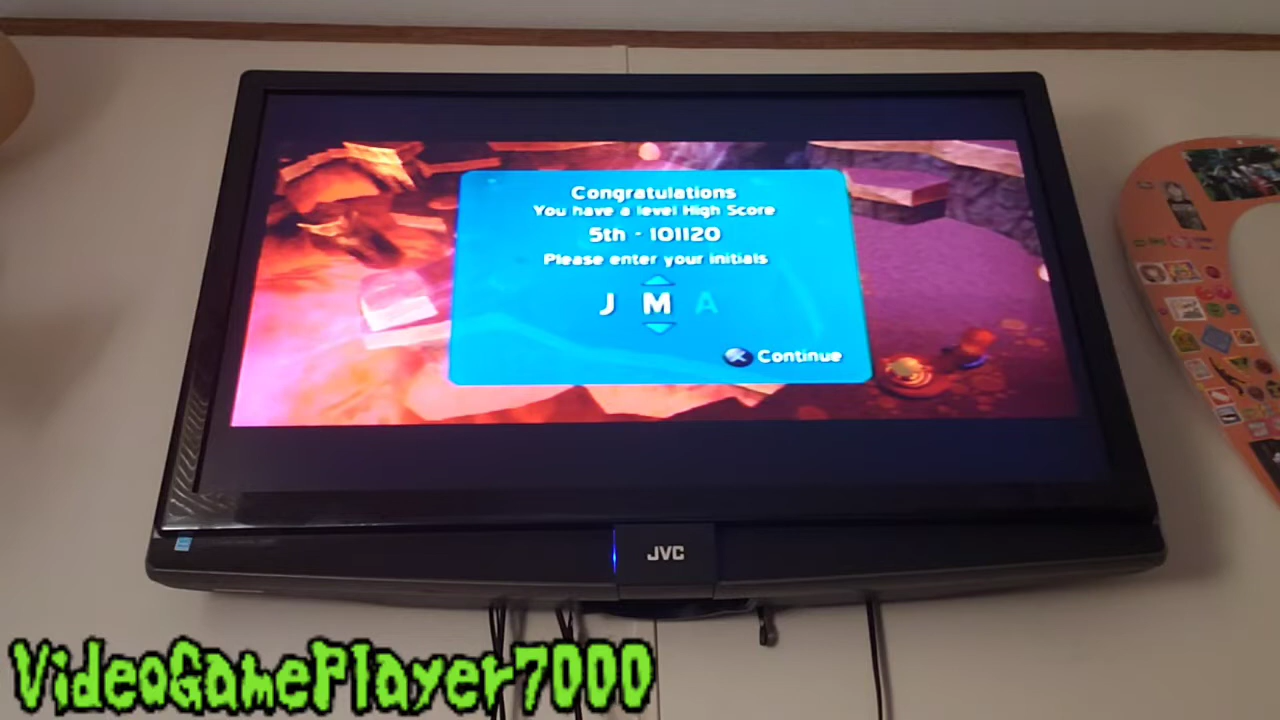 Congratulations
You have a level High Score
5th - 101120
Please enter your initials
J M A
Continue
JVC
VideoGamePlayer7000